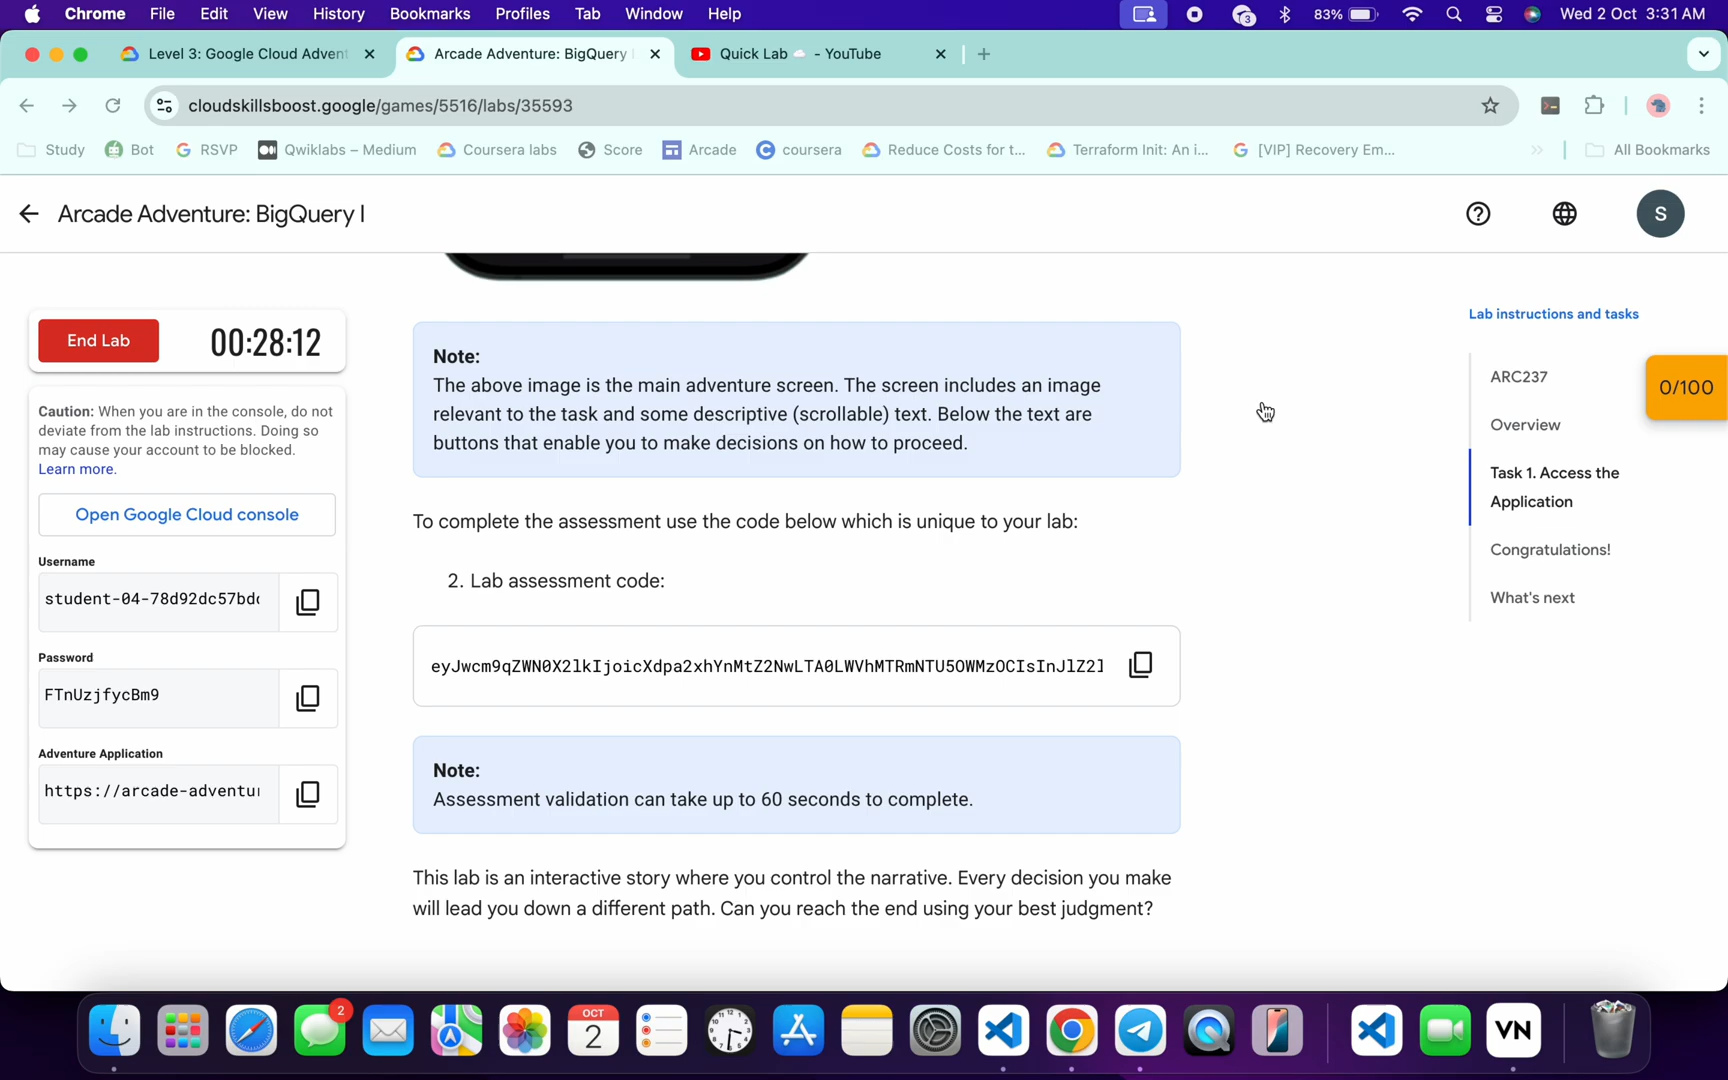 Chrome File Edit View History Bookmarks Profiles Tab Window Help 3 83% Wed 2 Oct 3:31 AM
Level 3: Google Cloud Advent Arcade Adventure: BigQuery Quick Lab - YouTube
cloudskillsboost.google/games/5516/labs/35593
Study Bot RSVP Qwiklabs – Medium Coursera labs Score Arcade coursera Reduce Costs for t... Terraform Init: An i... [VIP] Recovery Em... » All Bookmarks
Arcade Adventure: BigQuery I
S
End Lab 00:28:12
Caution: When you are in the console, do not
deviate from the lab instructions. Doing so
may cause your account to be blocked.
Learn more.
Open Google Cloud console
Username
student-04-78d92dc57bd
Password
FTnUzjfycBm9
Adventure Application
https://arcade-adventu
Note:
The above image is the main adventure screen. The screen includes an image
relevant to the task and some descriptive (scrollable) text. Below the text are
buttons that enable you to make decisions on how to proceed.
To complete the assessment use the code below which is unique to your lab:
2. Lab assessment code:
eyJwcm9qZWN0X2lkIjoicXdpa2xhYnMtZ2NwLTA0LWVhMTRmNTU5OWMzOCIsInJlZ2l
Note:
Assessment validation can take up to 60 seconds to complete.
This lab is an interactive story where you control the narrative. Every decision you make
will lead you down a different path. Can you reach the end using your best judgment?
Lab instructions and tasks
ARC237
0/100
Overview
Task 1. Access the
Application
Congratulations!
What's next
2
OCT
2
VN